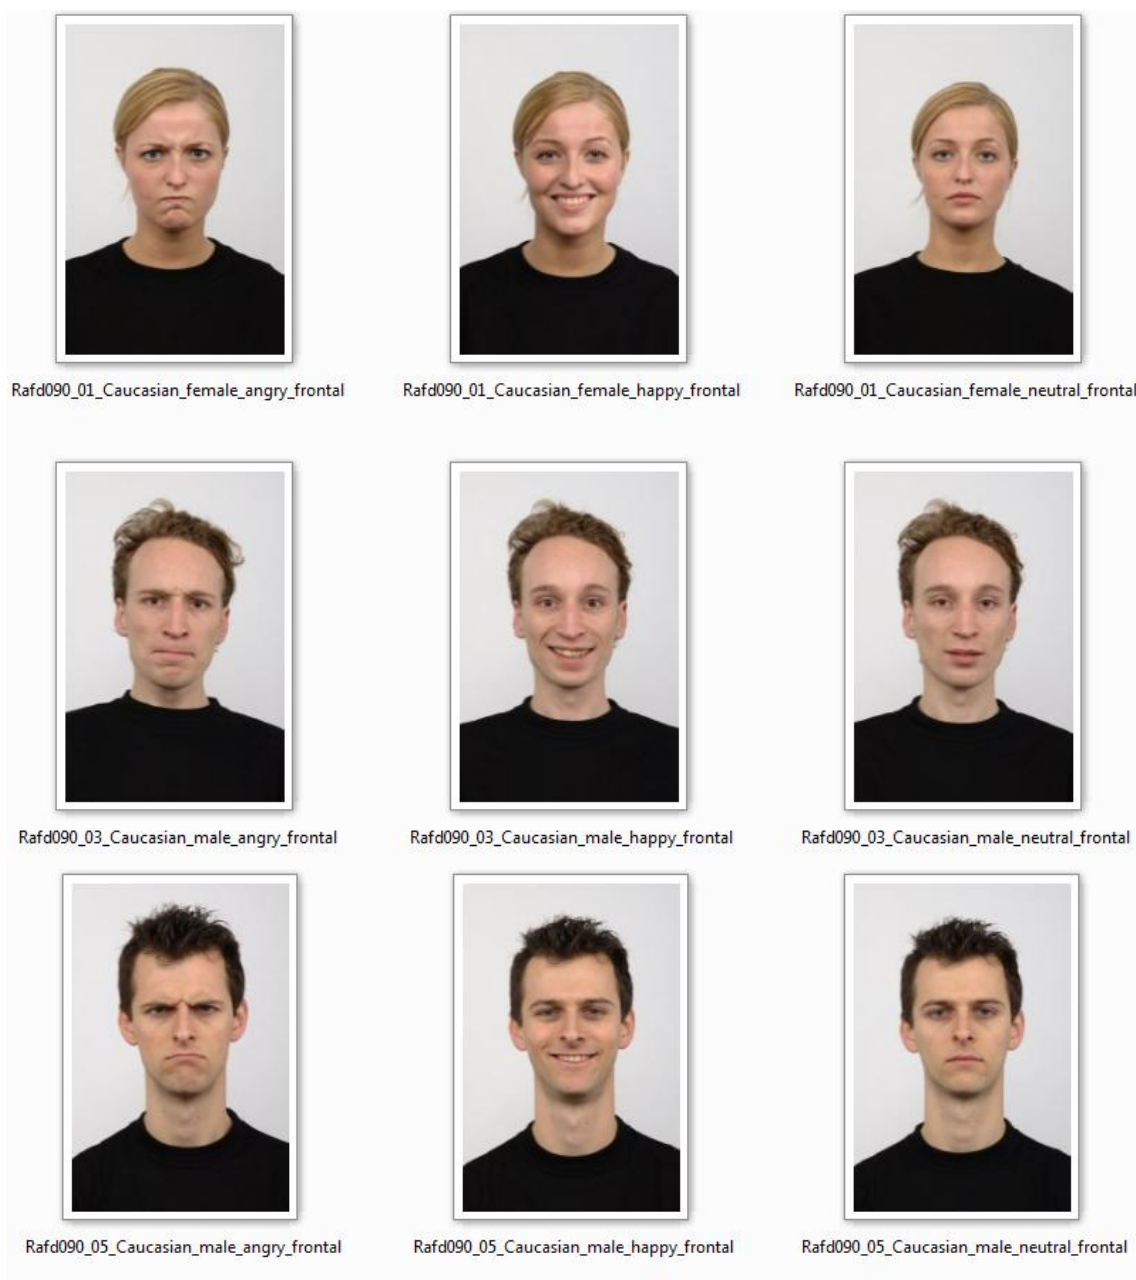 Rafd090_01_Caucasian_female_angry_frontal
Rafd090_01_Caucasian_female_happy_frontal
Rafd090_01_Caucasian_female_neutral_frontal
Rafd090_03_Caucasian_male_angry_frontal
Rafd090_03_Caucasian_male_happy_frontal
Rafd090_03_Caucasian_male_neutral_frontal
Rafd090_05_Caucasian_male_angry_frontal
Rafd090_05_Caucasian_male_happy_frontal
Rafd090_05_Caucasian_male_neutral_frontal